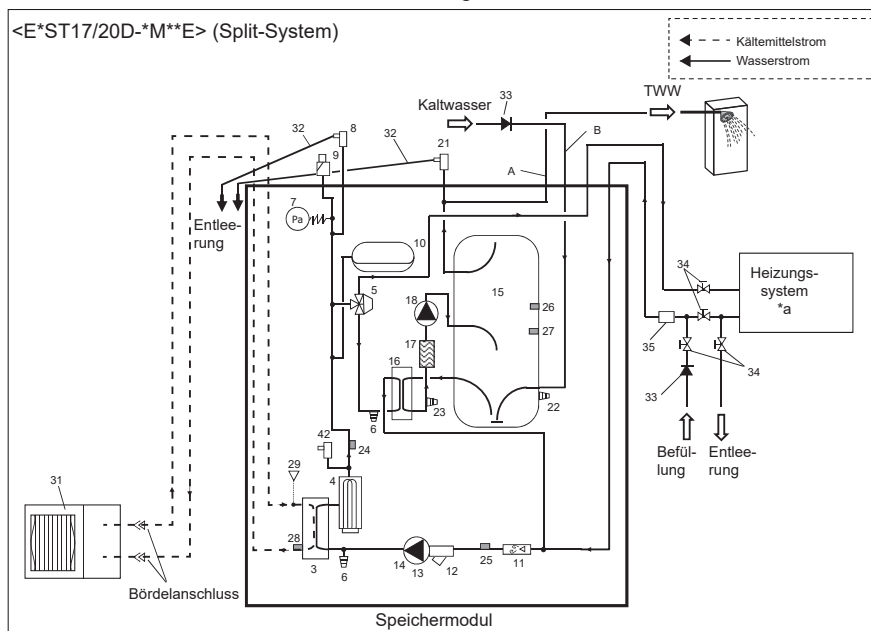 <E*ST17/20D-*M**E> (Split-System)
Kältemittelstrom
Wasserstrom
TWW
Kaltwasser
33
B
A
32
8
32
21
9
Entlee-
rung
7
Pa
10
5
15
26
27
18
17
16
23
22
6
34
Heizungs-
system
*a
35
34
33
Befül-
lung
Entlee-
rung
42
24
29
4
31
28
3
6
14
13
12
25
11
Bördelanschluss
Speichermodul